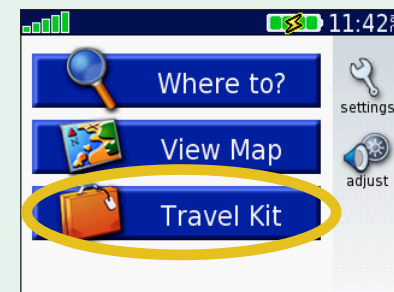 11:42
Where to?
settings
View Map
adjust
Travel Kit